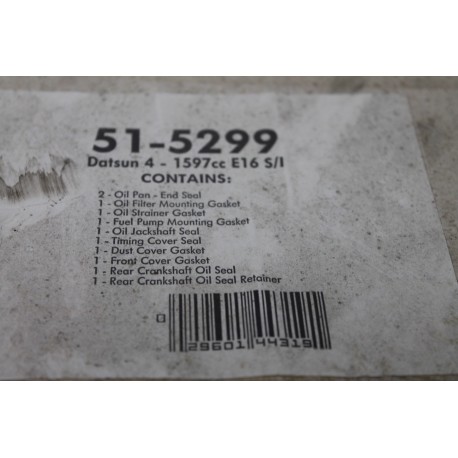 51-5299
Datsun 4 - 1597cc E16 S/I
CONTAINS:
2 - Oil Pan - End Seal
1 - Oil Filter Mounting Gasket
1 - Oil Strainer Gasket
1 - Fuel Pump Mounting Gasket
1 - Oil Jackshaft Seal
1 - Timing Cover Seal
1 - Dust Cover Gasket
1 - Front Cover Gasket
1 - Rear Crankshaft Oil Seal
1 - Rear Crankshaft Oil Seal Retainer
0
29601 44319